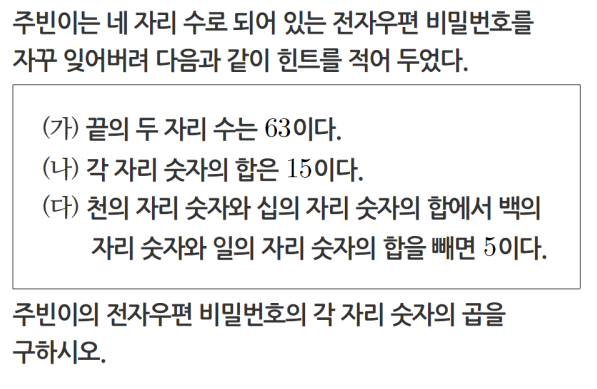 주빈이는 네 자리 수로 되어 있는 전자우편 비밀번호를
자꾸 잊어버려 다음과 같이 힌트를 적어 두었다.
(가) 끝의 두 자리 수는 63이다.
(나) 각 자리 숫자의 합은 15이다.
(다) 천의 자리 숫자와 십의 자리 숫자의 합에서 백의
자리 숫자와 일의 자리 숫자의 합을 빼면 5이다.
주빈이의 전자우편 비밀번호의 각 자리 숫자의 곱을
구하시오.